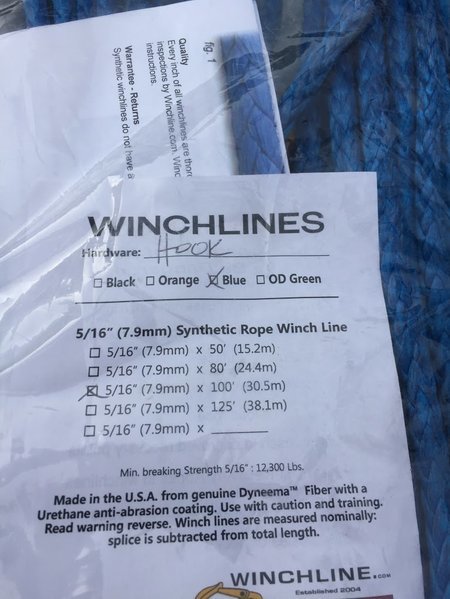 fig. 1
Quality
Every inch of all winchlines are
inspections by Winchline.com.
instructions.
Warrantee - Returns
Synthetic winchlines do not have a
WINCHLINES
Hardware: HOOK
☐ Black ☐ Orange ☒ Blue ☐ OD Green
5/16" (7.9mm) Synthetic Rope Winch Line
☐ 5/16" (7.9mm) x 50' (15.2m)
☐ 5/16" (7.9mm) x 80' (24.4m)
☒ 5/16" (7.9mm) x 100' (30.5m)
☐ 5/16" (7.9mm) x 125' (38.1m)
☐ 5/16" (7.9mm) x ______
Min. breaking Strength 5/16" : 12,300 Lbs.
Made in the U.S.A. from genuine Dyneema™ Fiber with a
Urethane anti-abrasion coating. Use with caution and training.
Read warning reverse. Winch lines are measured nominally:
splice is subtracted from total length.
WINCHLINE.COM
Established 2004